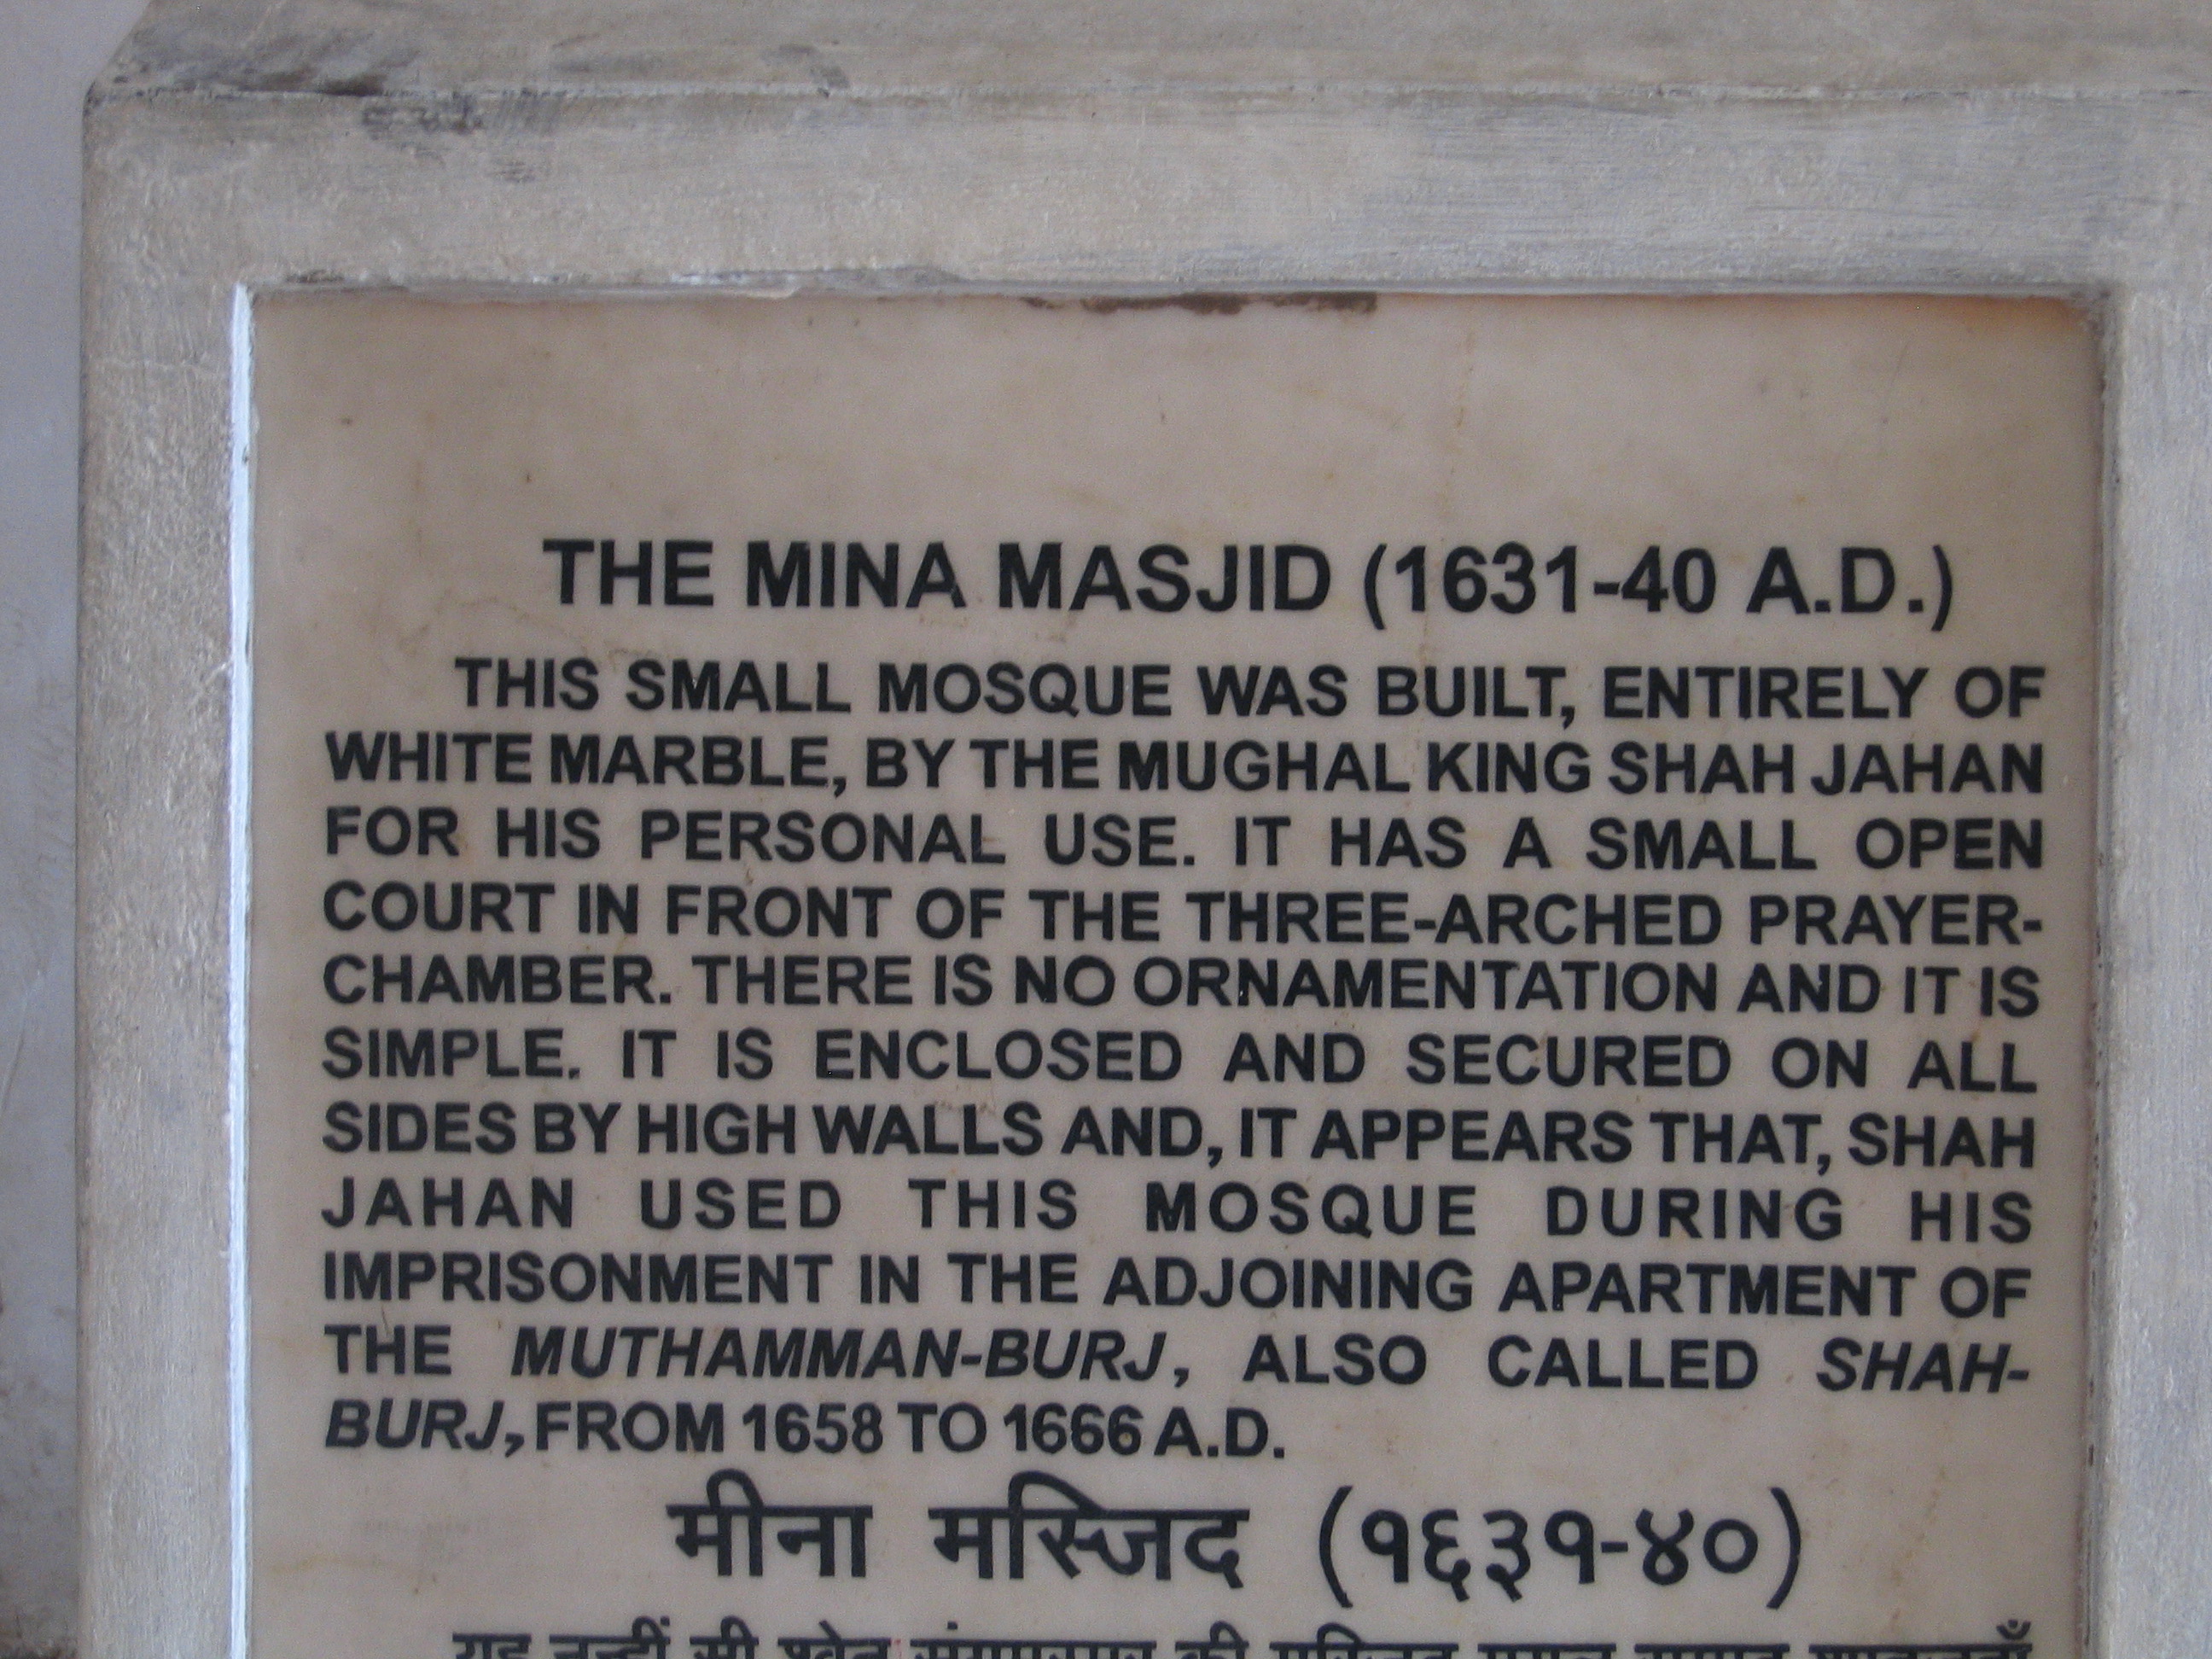 THE MINA MASJID (1631-40 A.D.)
THIS SMALL MOSQUE WAS BUILT, ENTIRELY OF
WHITE MARBLE, BY THE MUGHAL KING SHAH JAHAN
FOR HIS PERSONAL USE. IT HAS A SMALL OPEN
COURT IN FRONT OF THE THREE-ARCHED PRAYER-
CHAMBER. THERE IS NO ORNAMENTATION AND IT IS
SIMPLE. IT IS ENCLOSED AND SECURED ON ALL
SIDES BY HIGH WALLS AND, IT APPEARS THAT, SHAH
JAHAN USED THIS MOSQUE DURING HIS
IMPRISONMENT IN THE ADJOINING APARTMENT OF
THE MUTHAMMAN-BURJ, ALSO CALLED SHAH-
BURJ, FROM 1658 TO 1666 A.D.
मीना मस्जिद (१६३१-४०)